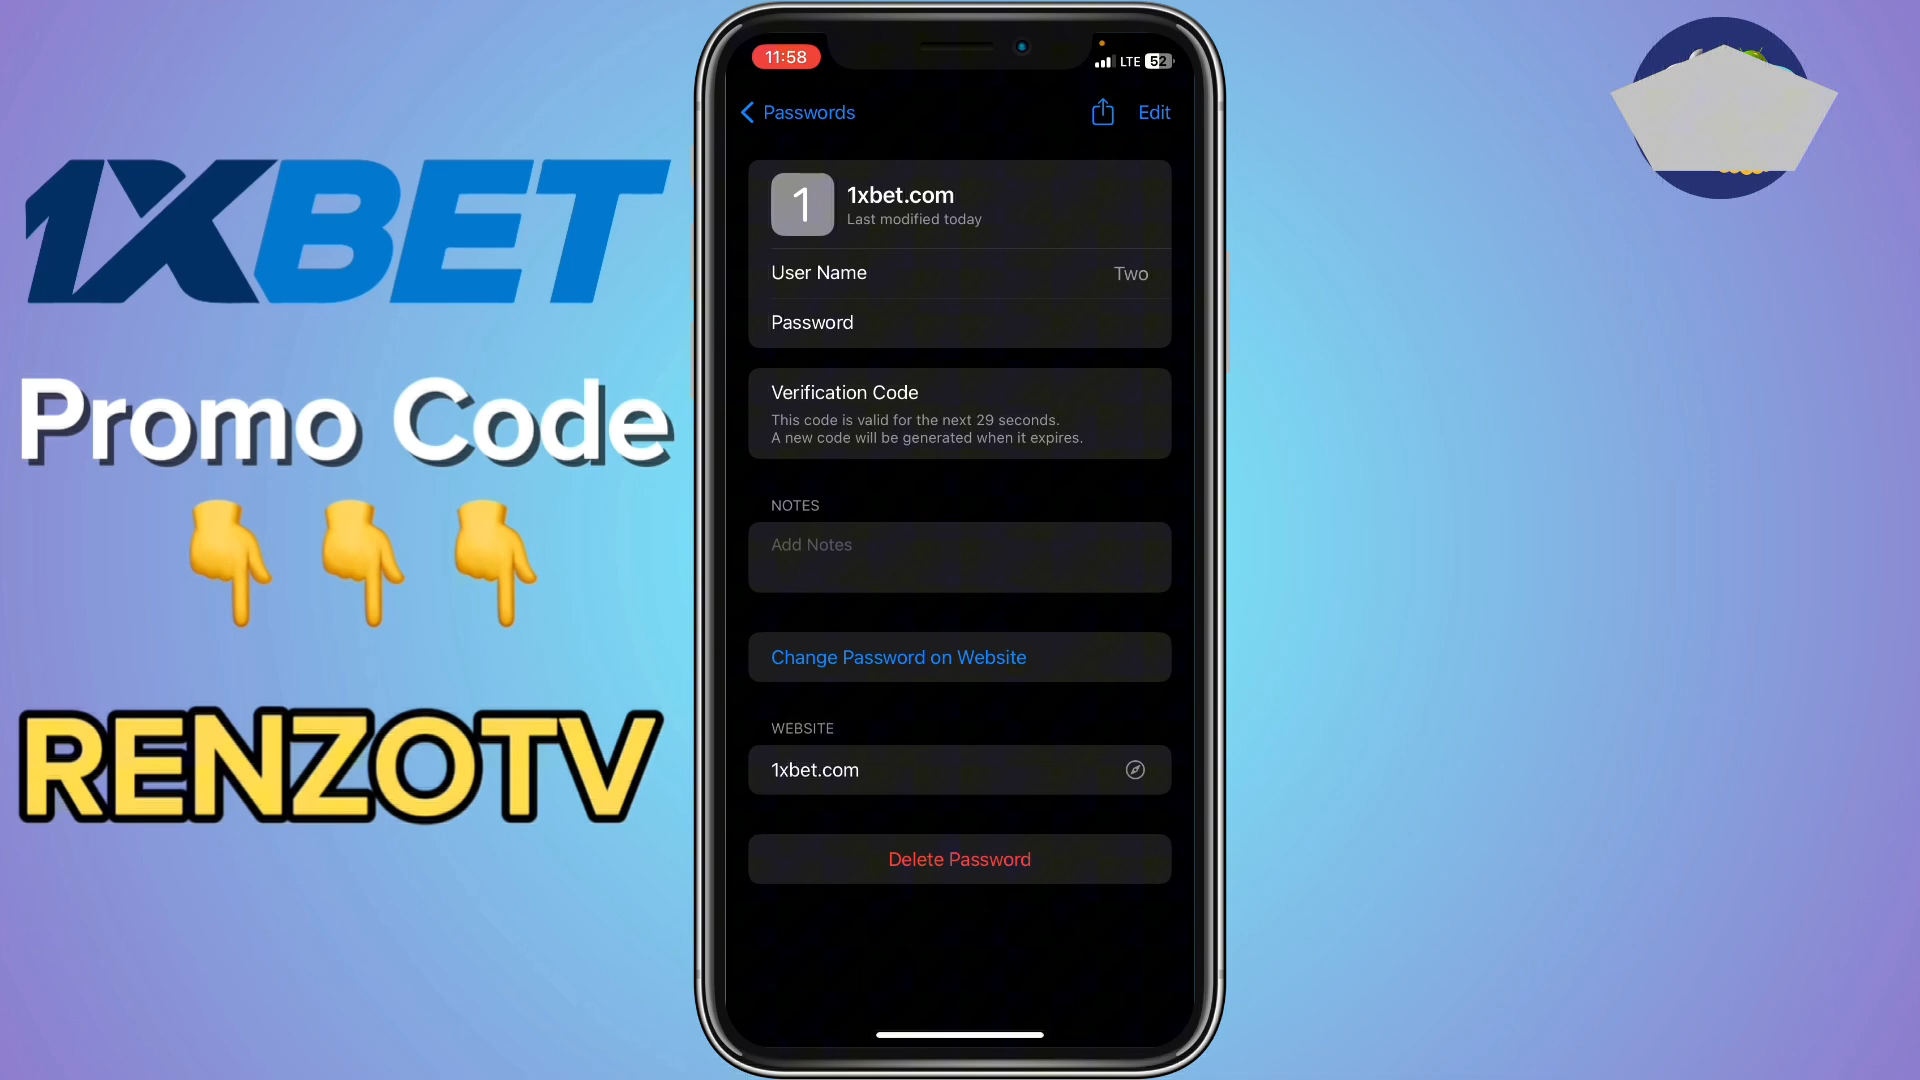 1XBET
Promo Code
RENZOTV
11:58
LTE 52
Passwords
Edit
1
1xbet.com
Last modified today
User Name
Two
Password
Verification Code
This code is valid for the next 29 seconds.
A new code will be generated when it expires.
NOTES
Add Notes
Change Password on Website
WEBSITE
1xbet.com
Delete Password